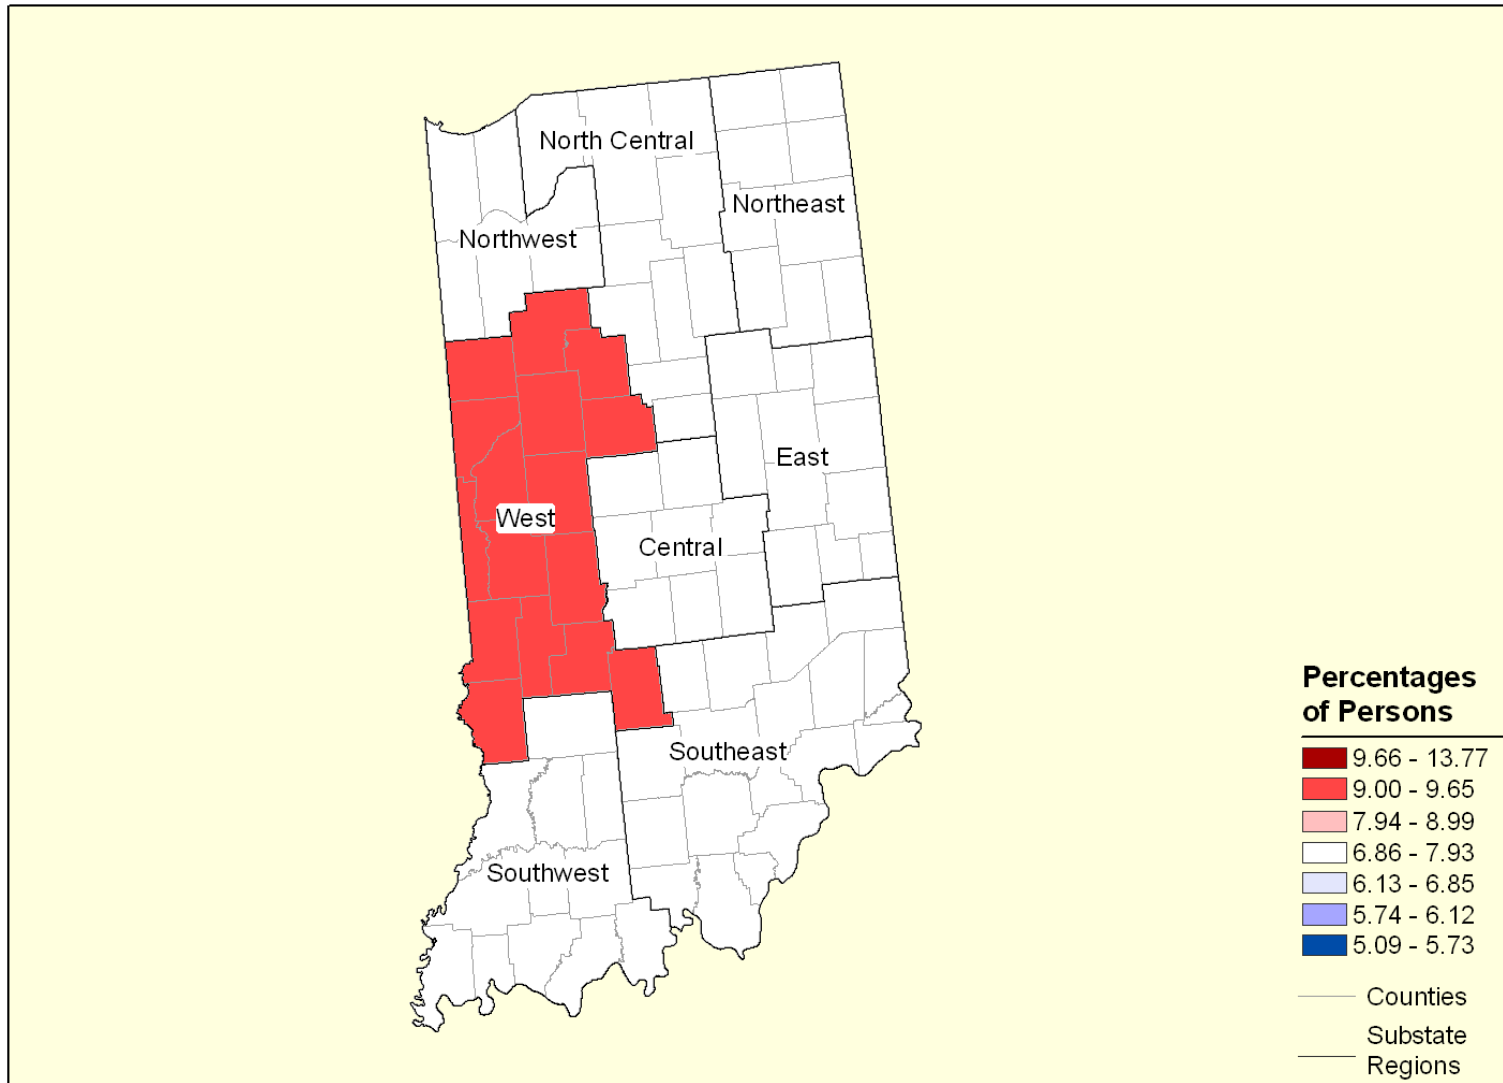 North Central
Northeast
Northwest
East
West
Central
Southeast
Southwest
Percentages
of Persons
9.66 - 13.77
9.00 - 9.65
7.94 - 8.99
6.86 - 7.93
6.13 - 6.85
5.74 - 6.12
5.09 - 5.73
Counties
Substate
Regions